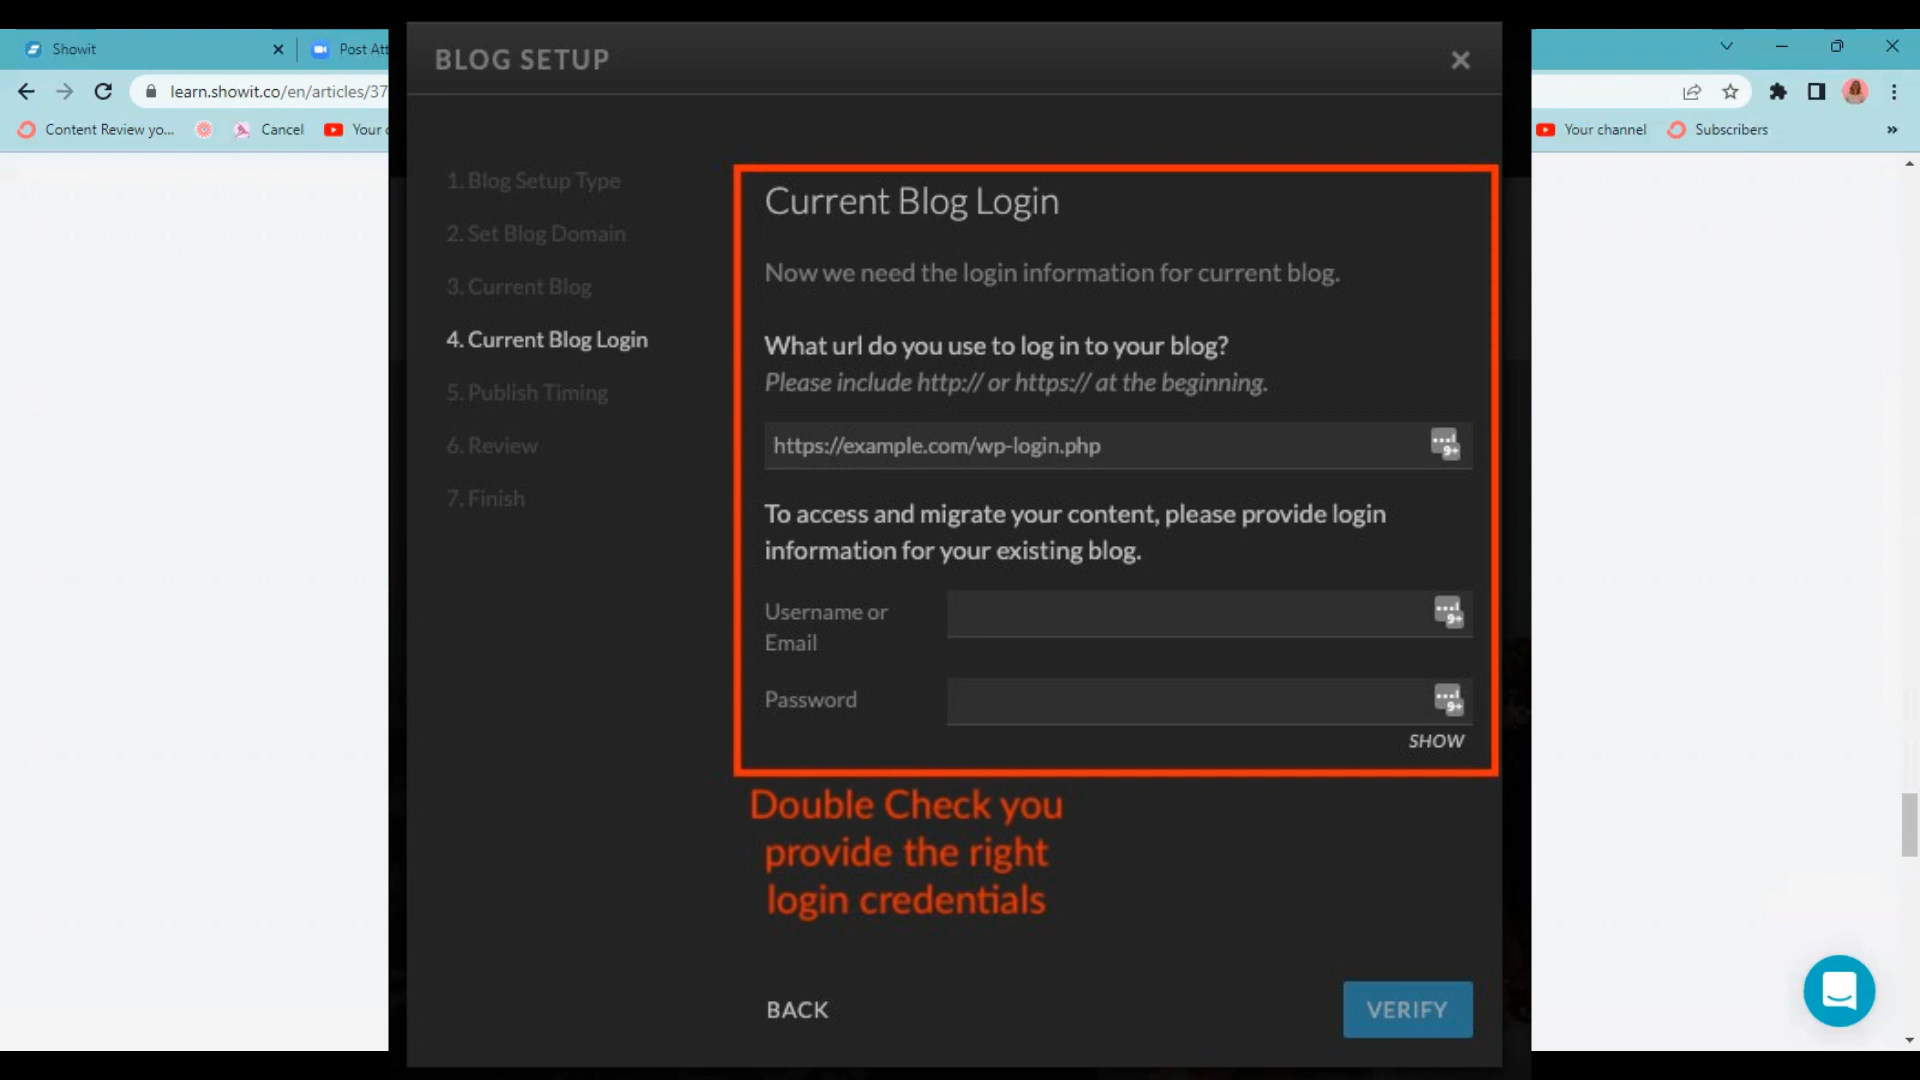 Showit
Post Att
learn.showit.co/en/articles/37
Content Review yo...
Cancel
Your c
Your channel
Subscribers
»
BLOG SETUP
1. Blog Setup Type
2. Set Blog Domain
3. Current Blog
4. Current Blog Login
5. Publish Timing
6. Review
7. Finish
Current Blog Login
Now we need the login information for current blog.
What url do you use to log in to your blog?
Please include http:// or https:// at the beginning.
https://example.com/wp-login.php
9+
To access and migrate your content, please provide login
information for your existing blog.
Username or
Email
9+
Password
9+
SHOW
Double Check you
provide the right
login credentials
BACK
VERIFY